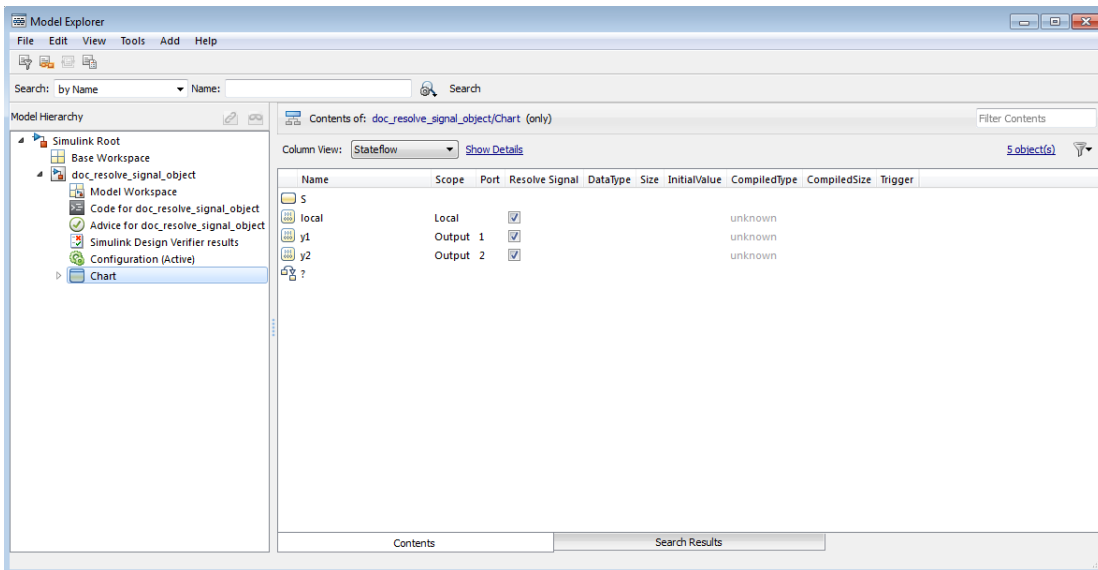 Model Explorer
File Edit View Tools Add Help
Search: by Name Name: Search
Model Hierarchy
Simulink Root
Base Workspace
doc_resolve_signal_object
Model Workspace
Code for doc_resolve_signal_object
Advice for doc_resolve_signal_object
Simulink Design Verifier results
Configuration (Active)
Chart
Contents of: doc_resolve_signal_object/Chart (only) Filter Contents
Column View: Stateflow Show Details 5 object(s)
Name Scope Port Resolve Signal DataType Size InitialValue CompiledType CompiledSize Trigger
S
local Local unknown
y1 Output 1 unknown
y2 Output 2 unknown
?
Contents Search Results